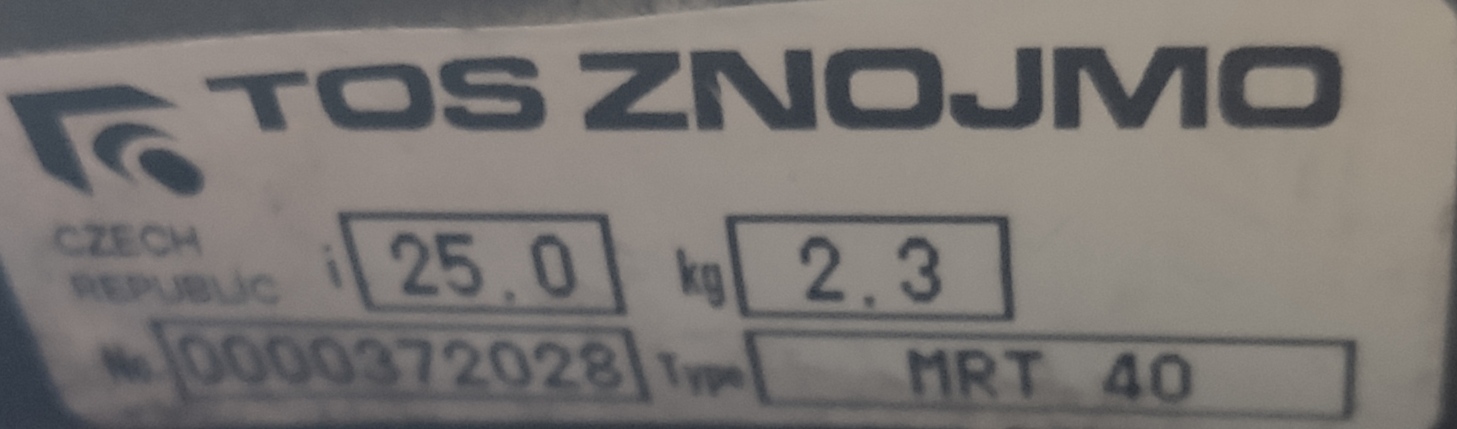 TOS ZNOJMO
CZECH
REPUBLIC
i 25.0 kg 2.3
No. 0000372028 Type MRT 40